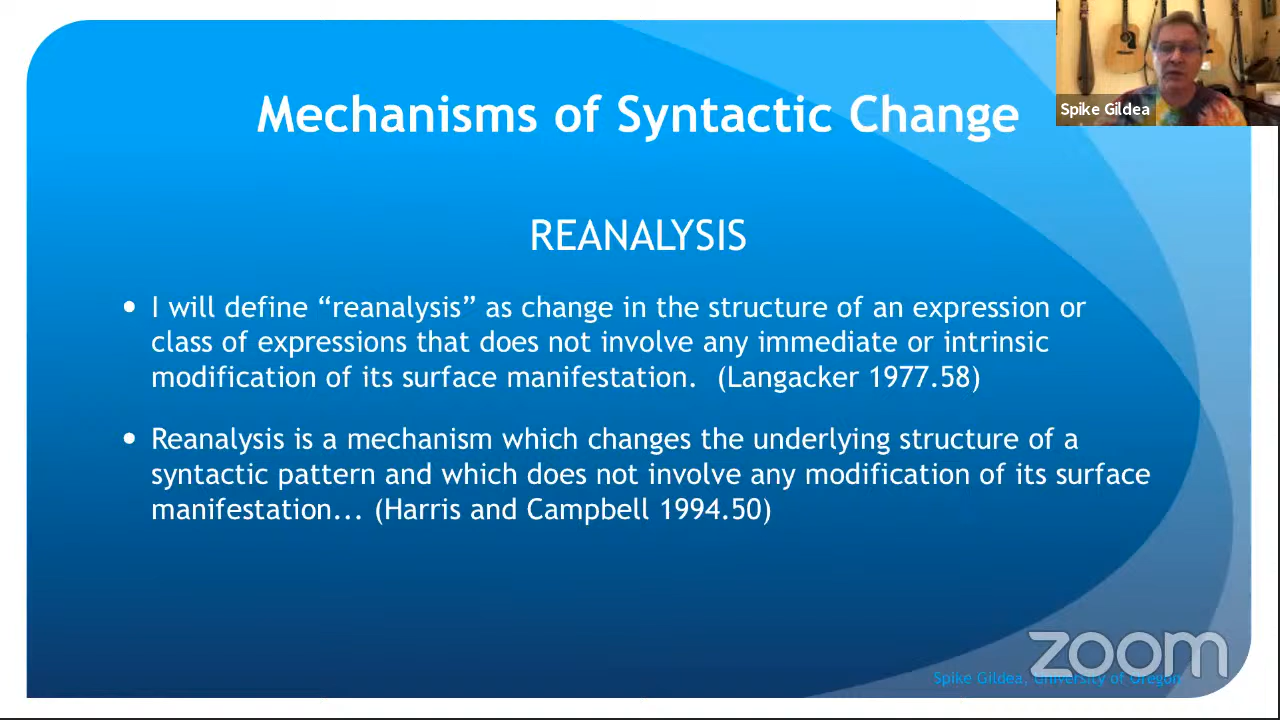 Mechanisms of Syntactic Change
Spike Gildea
REANALYSIS
• I will define “reanalysis” as change in the structure of an expression or
class of expressions that does not involve any immediate or intrinsic
modification of its surface manifestation. (Langacker 1977.58)
• Reanalysis is a mechanism which changes the underlying structure of a
syntactic pattern and which does not involve any modification of its surface
manifestation... (Harris and Campbell 1994.50)
zoom
Spike Gildea, University of Oregon